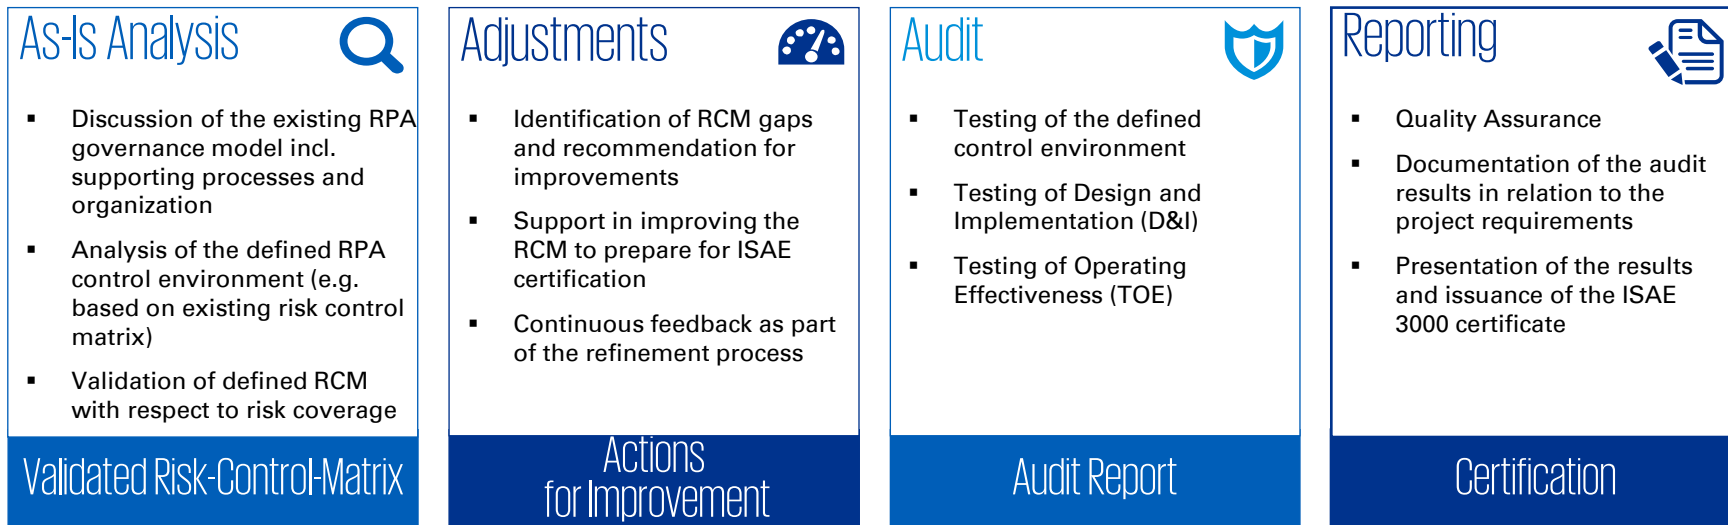 As-Is Analysis
▪ Discussion of the existing RPA
governance model incl.
supporting processes and
organization
▪ Analysis of the defined RPA
control environment (e.g.
based on existing risk control
matrix)
▪ Validation of defined RCM
with respect to risk coverage
Validated Risk-Control-Matrix
Adjustments
▪ Identification of RCM gaps
and recommendation for
improvements
▪ Support in improving the
RCM to prepare for ISAE
certification
▪ Continuous feedback as part
of the refinement process
Actions
for Improvement
Audit
▪ Testing of the defined
control environment
▪ Testing of Design and
Implementation (D&I)
▪ Testing of Operating
Effectiveness (TOE)
Audit Report
Reporting
▪ Quality Assurance
▪ Documentation of the audit
results in relation to the
project requirements
▪ Presentation of the results
and issuance of the ISAE
3000 certificate
Certification